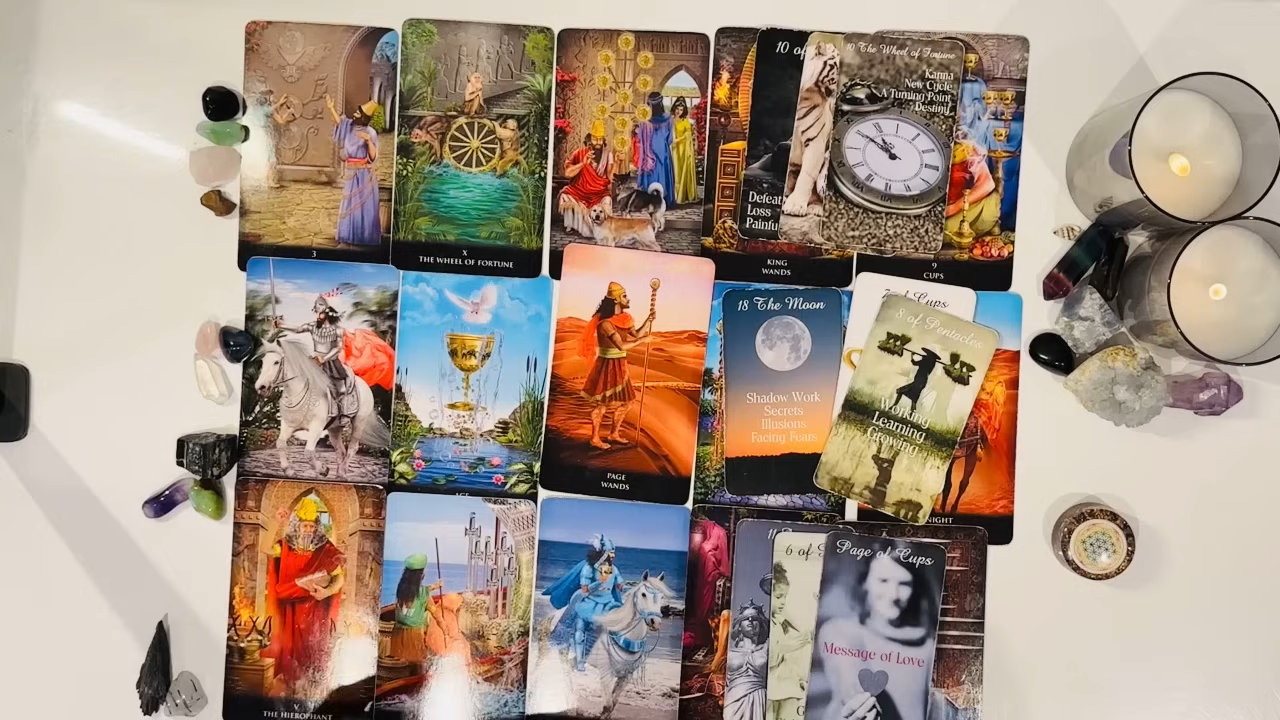 3
X
THE WHEEL OF FORTUNE
KING
WANDS
10 of
Defeat
Loss
10 The Wheel of Fortune
Karma
New Cycle
A Turning Point
Destiny
9
CUPS
PAGE
WANDS
18 The Moon
Shadow Work
Secrets
Illusions
Facing Fears
Cups
8 of Pentacles
Working
Learning
Growing
V
THE HIEROPHANT
6 of
Page of Cups
Message of Love